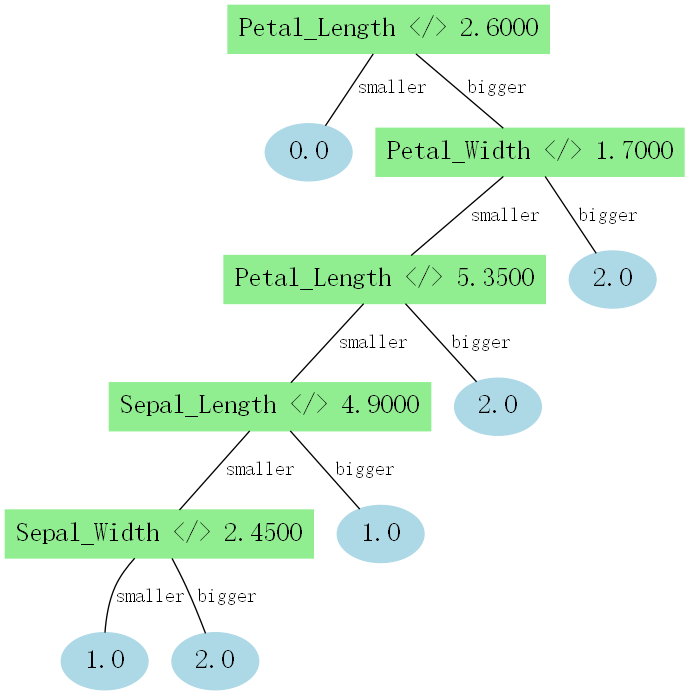 Petal_Length </> 2.6000
smaller
bigger
0.0
Petal_Width </> 1.7000
smaller
bigger
Petal_Length </> 5.3500
2.0
smaller
bigger
Sepal_Length </> 4.9000
2.0
smaller
bigger
Sepal_Width </> 2.4500
1.0
smaller
bigger
1.0
2.0